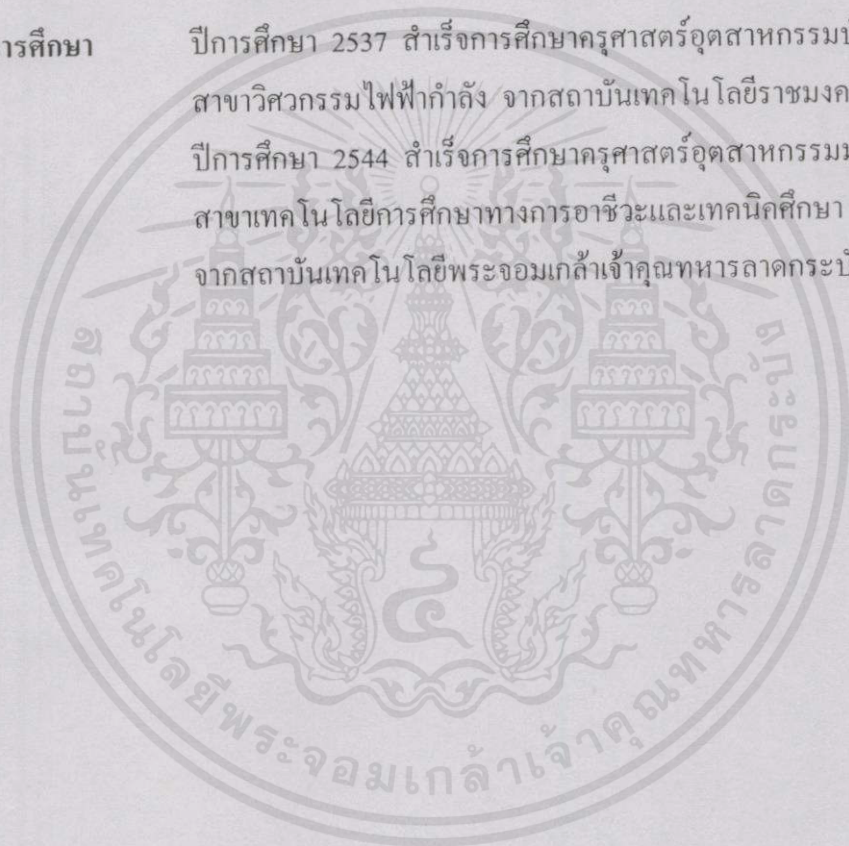 การศึกษา ปีการศึกษา 2537 สำเร็จการศึกษาครุศาสตร์อุตสาหกรรม
สาขาวิศวกรรมไฟฟ้ากำลัง จากสถาบันเทคโนโลยีราชมงค
ปีการศึกษา 2544 สำเร็จการศึกษาครุศาสตร์อุตสาหกรรม
สาขาเทคโนโลยีการศึกษาทางการอาชีวะและเทคนิคศึกษา
จากสถาบันเทคโนโลยีพระจอมเกล้าเจ้าคุณทหารลาดกระบั
สถาบันเทคโนโลยีพระจอมเกล้าเจ้าคุณทหารลาดกระบัง